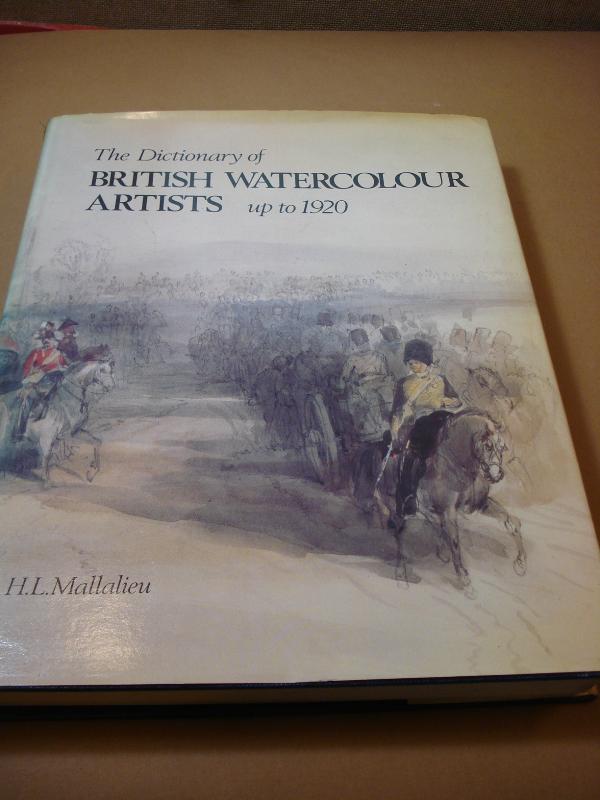 The Dictionary of
BRITISH WATERCOLOUR
ARTISTS up to 1920
H.L.Mallalieu